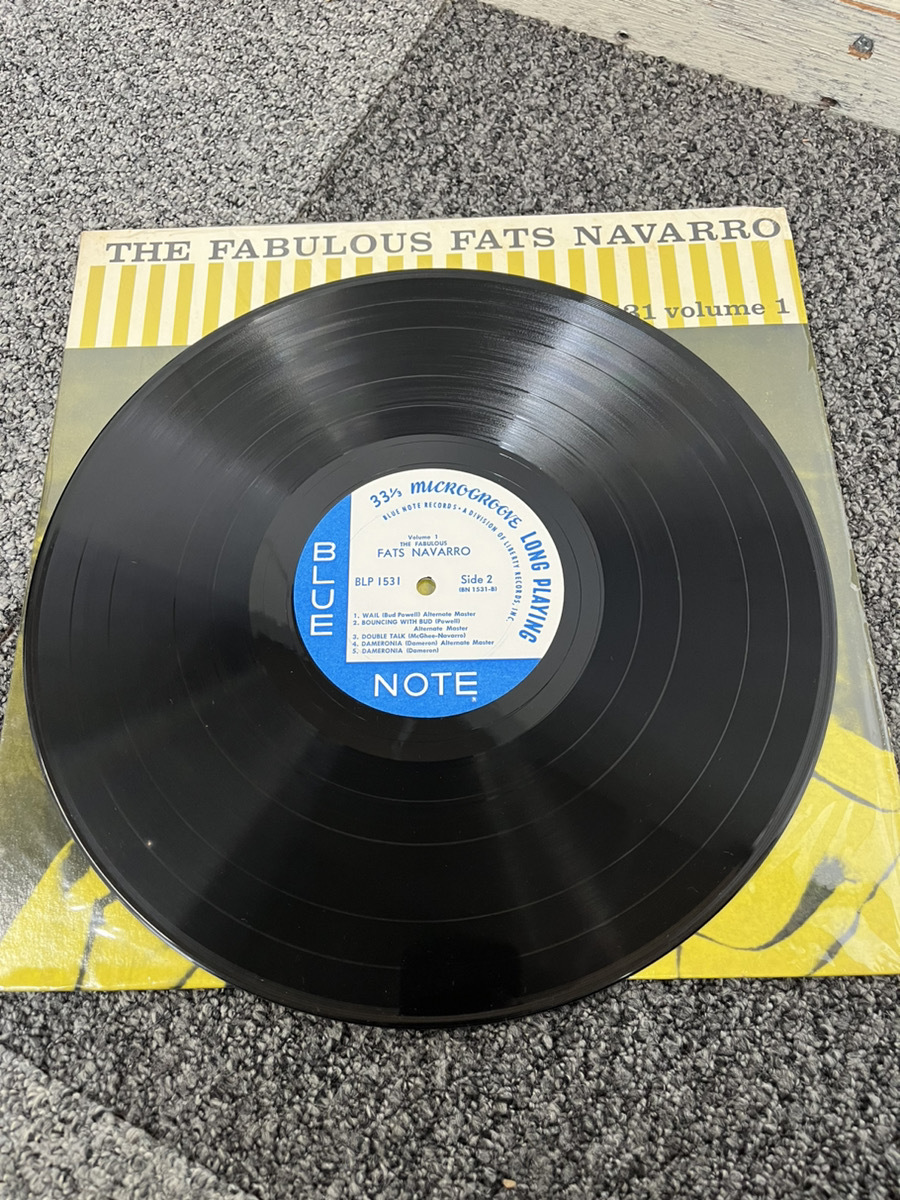 THE FABULOUS FATS NAVARRO
31 volume 1
33⅓ MICROGROOVE LONG PLAYING
BLUE NOTE RECORDS • A DIVISION OF LIBERTY RECORDS, INC.
Volume 1
THE FABULOUS
FATS NAVARRO
BLP 1531
Side 2
(BN 1531-B)
1. WAIL (Bud Powell) Alternate Master
2. BOUNCING WITH BUD (Powell)
Alternate Master
3. DOUBLE TALK (McGhee-Navarro)
4. DAMERONIA (Dameron) Alternate Master
5. DAMERONIA (Dameron)
BLUE
NOTE
®